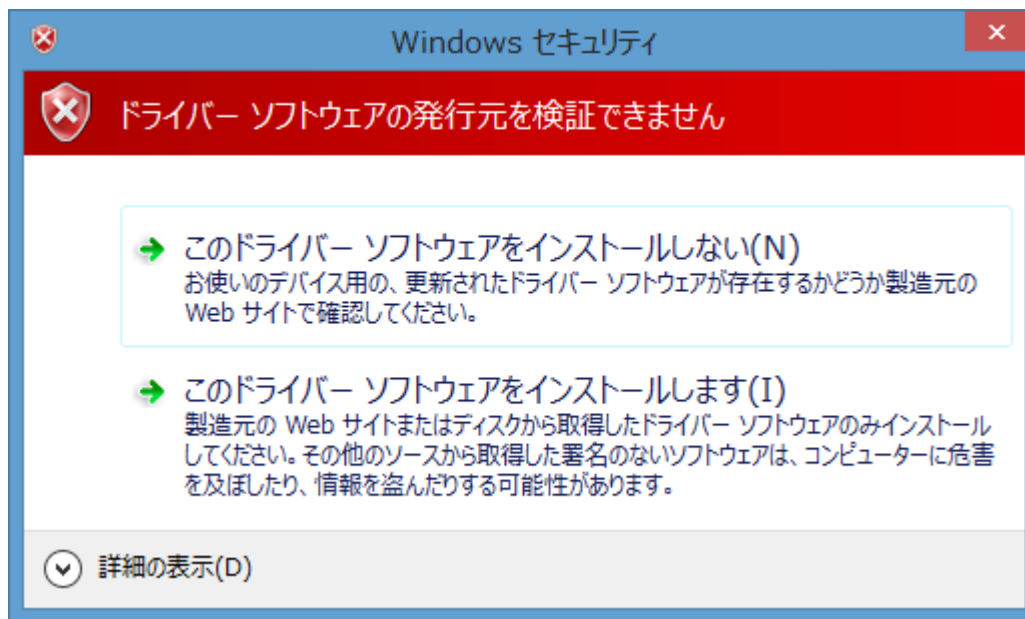 Windows セキュリティ
ドライバー ソフトウェアの発行元を検証できません
このドライバー ソフトウェアをインストールしない(N)
お使いのデバイス用の、更新されたドライバー ソフトウェアが存在するかどうか製造元の
Web サイトで確認してください。
このドライバー ソフトウェアをインストールします(I)
製造元の Web サイトまたはディスクから取得したドライバー ソフトウェアのみインストール
してください。その他のソースから取得した署名のないソフトウェアは、コンピューターに危害
を及ぼしたり、情報を盗んだりする可能性があります。
詳細の表示(D)